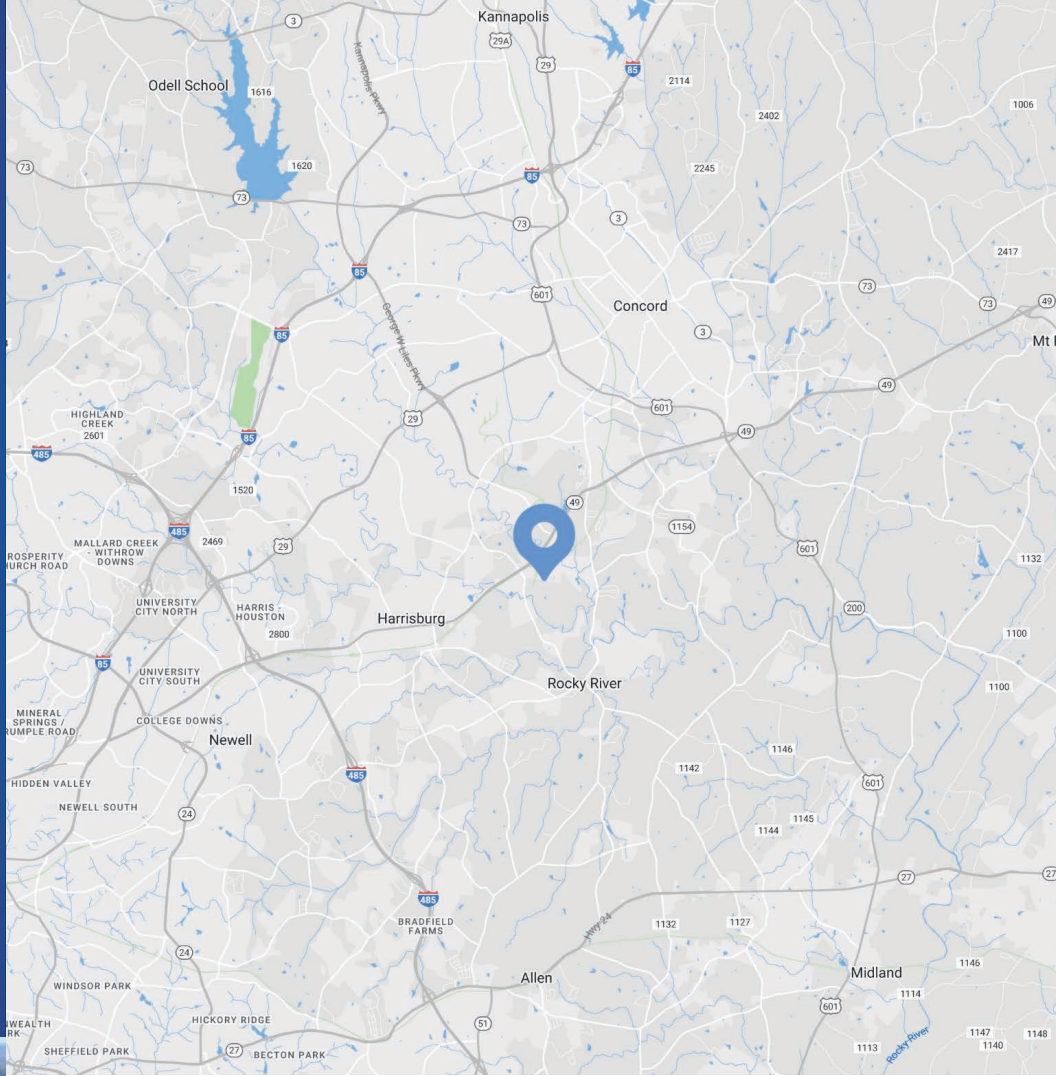 Kannapolis
3
29A
Kannapolis Pkwy
29
85
Odell School
1616
2114
2402
1006
73
1620
85
2245
73
3
73
85
2417
601
George W Liles Pkwy
Concord
73
73
49
3
85
Mt
49
HIGHLAND
CREEK
2601
29
601
49
485
85
1520
49
1154
485
2469
29
601
MALLARD CREEK
- WITHROW
DOWNS
ROSPERITY
HURCH ROAD
1132
UNIVERSITY
CITY NORTH
HARRIS -
HOUSTON
2800
Harrisburg
200
1100
85
UNIVERSITY
CITY SOUTH
Rocky River
1100
MINERAL
SPRINGS /
RUMPLE ROAD
COLLEGE DOWNS
Newell
1146
485
1142
601
HIDDEN VALLEY
NEWELL SOUTH
24
1145
1144
27
27
485
BRADFIELD
FARMS
Hwy 24
1132
1127
24
1146
Allen
Midland
WINDSOR PARK
1114
601
NWEALTH
RK
HICKORY RIDGE
51
Rocky River
1147
1148
1140
1113
SHEFFIELD PARK
27
BECTON PARK